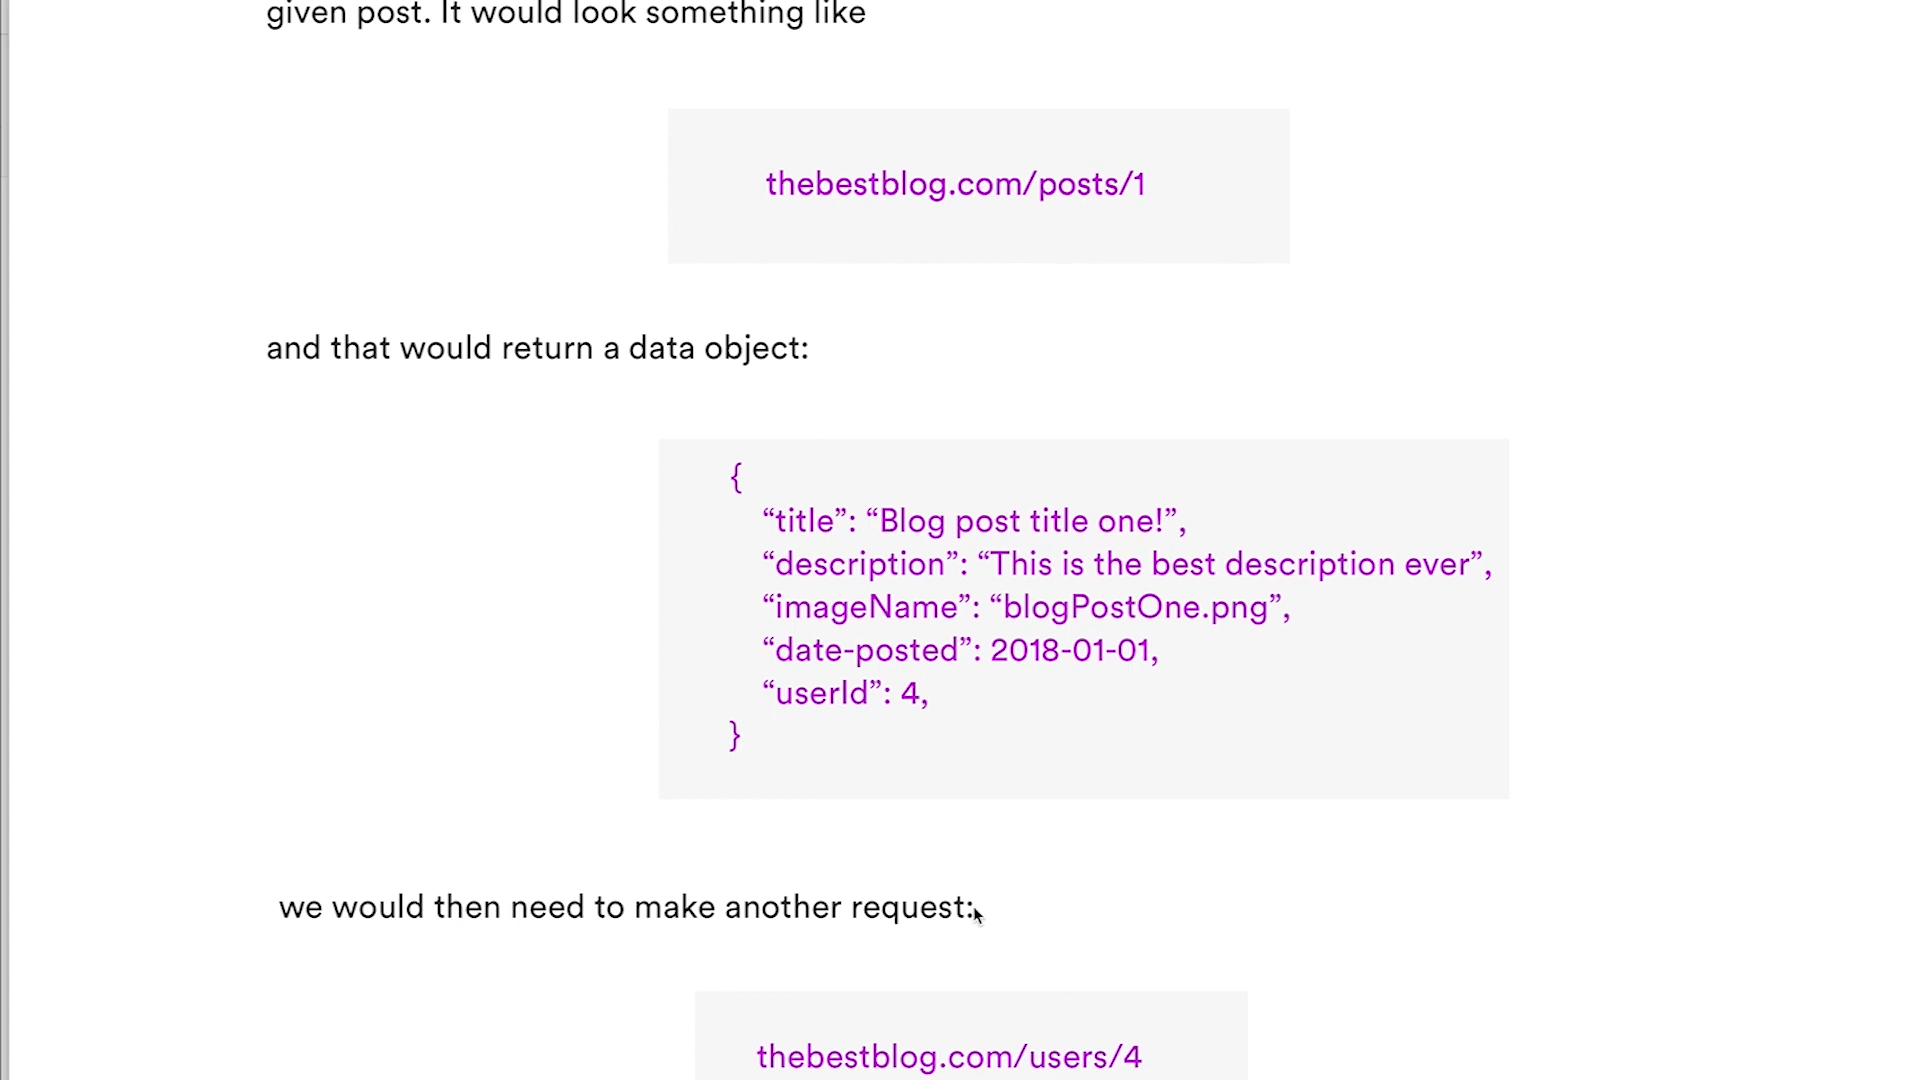 given post. It would look something like
thebestblog.com/posts/1
and that would return a data object:
{
“title”: “Blog post title one!”,
“description”: “This is the best description ever”,
“imageName”: “blogPostOne.png”,
“date-posted”: 2018-01-01,
“userId”: 4,
}
we would then need to make another request:
thebestblog.com/users/4